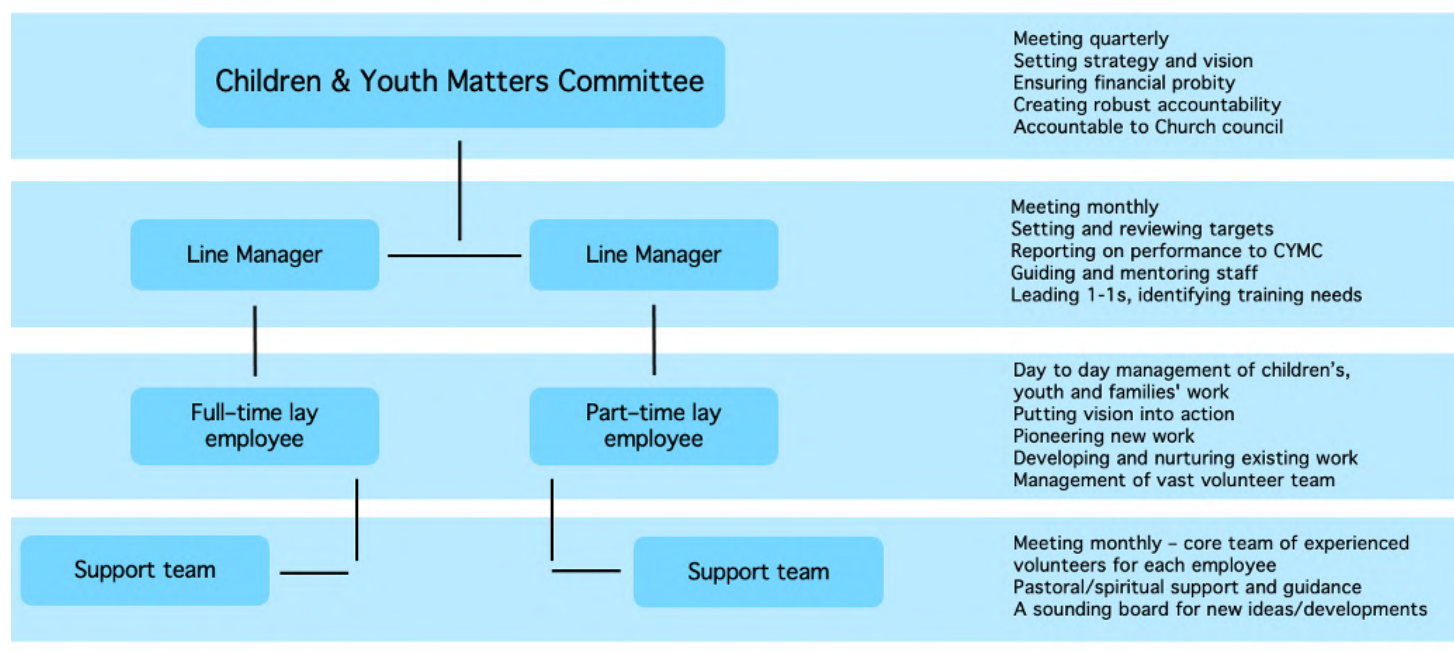 Children & Youth Matters Committee
Meeting quarterly
Setting strategy and vision
Ensuring financial probity
Creating robust accountability
Accountable to Church council
Line Manager
Line Manager
Meeting monthly
Setting and reviewing targets
Reporting on performance to CYMC
Guiding and mentoring staff
Leading 1-1s, identifying training needs
Full-time lay
employee
Part-time lay
employee
Day to day management of children's,
youth and families' work
Putting vision into action
Pioneering new work
Developing and nurturing existing work
Management of vast volunteer team
Support team
Support team
Meeting monthly – core team of experienced
volunteers for each employee
Pastoral/spiritual support and guidance
A sounding board for new ideas/developments